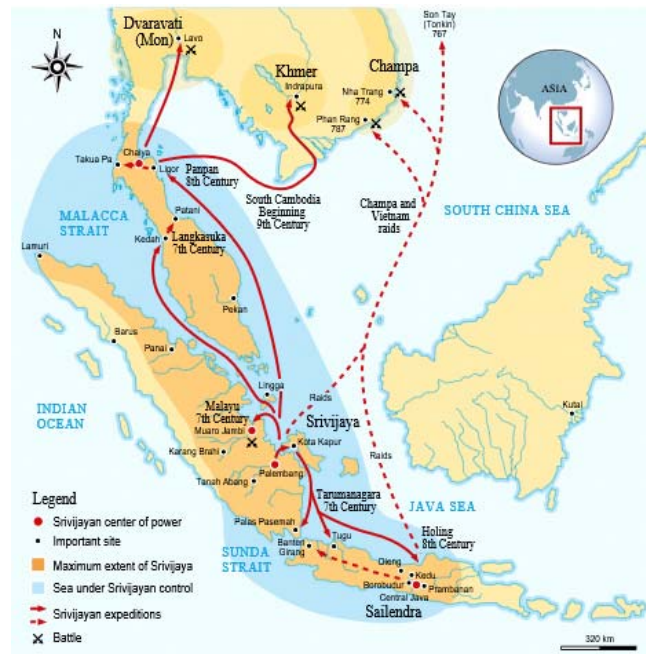 Son Tay
(Tonkin)
767
N
Dvaravati
(Mon)
Lavo
Khmer
Indrapura
Champa
Nha Trang
774
Phan Rang
787
ASIA
Chaiya
Takua Pa
Ligor
Panpan
8th Century
South Cambodia
Beginning
9th Century
Champa and
Vietnam
raids
SOUTH CHINA SEA
MALACCA
STRAIT
Patani
Langkasuka
7th Century
Kedah
Lamuri
Pekan
Barus
Panai
Lingga
Raids
INDIAN
OCEAN
Malayu
7th Century
Muaro Jambi
Srivijaya
Kota Kapur
Kutai
Karang Brahi
Palembang
Tanah Abang
Raids
Tarumanagara
7th Century
JAVA SEA
Palas Pasemah
Holing
8th Century
SUNDA
STRAIT
Banten
Girang
Tugu
Dieng
Kedu
Borobudur
Prambanan
Central Java
Sailendra
Legend
Srivijayan center of power
Important site
Maximum extent of Srivijaya
Sea under Srivijayan control
Srivijayan expeditions
Battle
320 km